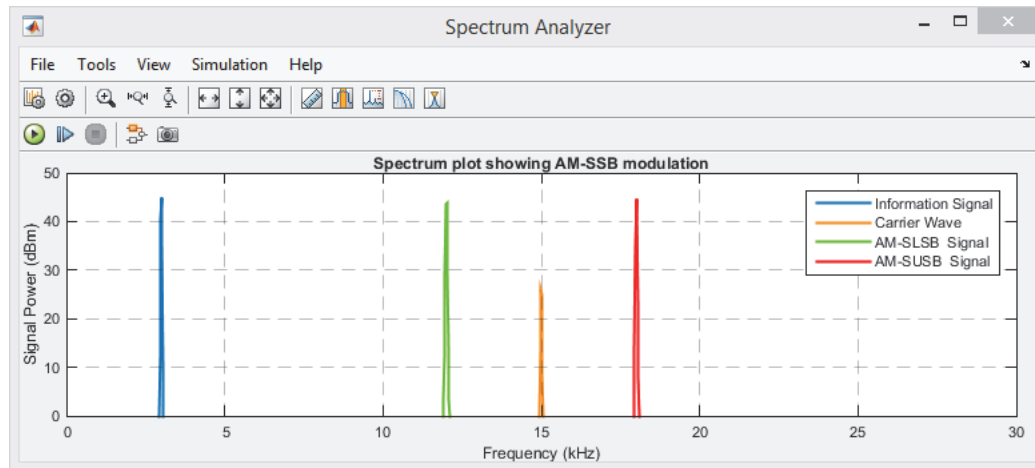 Spectrum Analyzer
File Tools View Simulation Help
Spectrum plot showing AM-SSB modulation
50
40
30
20
10
0
Signal Power (dBm)
Information Signal
Carrier Wave
AM-SLSB Signal
AM-SUSB Signal
0 5 10 15 20 25 30
Frequency (kHz)